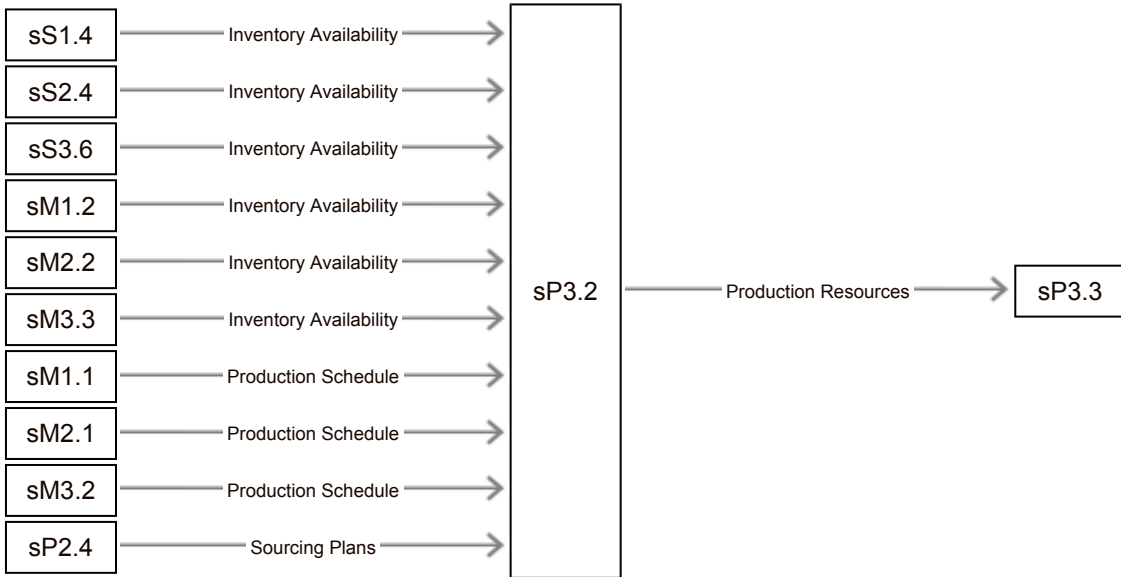 sS1.4 Inventory Availability
sS2.4 Inventory Availability
sS3.6 Inventory Availability
sM1.2 Inventory Availability
sM2.2 Inventory Availability
sP3.2 Production Resources sP3.3
sM3.3 Inventory Availability
sM1.1 Production Schedule
sM2.1 Production Schedule
sM3.2 Production Schedule
sP2.4 Sourcing Plans